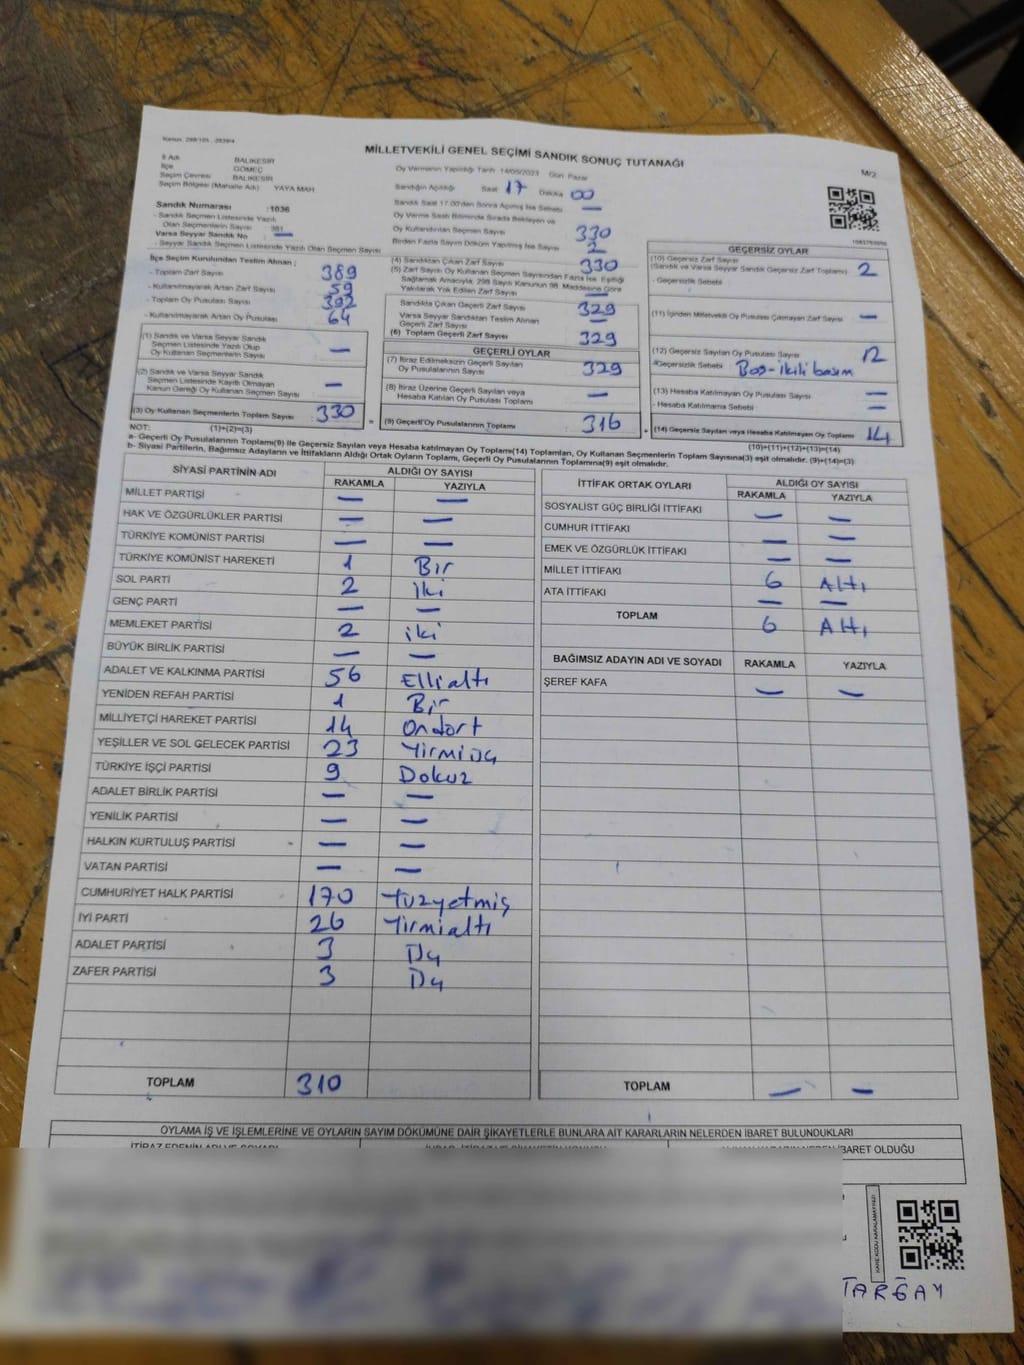 Kanun: 298/105 - 2839/4
MİLLETVEKİLİ GENEL SEÇİMİ SANDIK SONUÇ TUTANAĞI
M/2
İl Adı BALIKESİR
İlçe GÖMEÇ
Seçim Çevresi BALIKESİR
Seçim Bölgesi (Mahalle Adı) YAYA MAH
Sandık Numarası :1036
- Sandık Seçmen Listesinde Yazılı
Olan Seçmenlerin Sayısı 381
Varsa Seyyar Sandık No —
- Seyyar Sandık Seçmen Listesinde Yazılı Olan Seçmen Sayısı
Oy Vermenin Yapıldığı Tarih 14/05/2023 Gün Pazar
Sandığın Açıldığı Saat 17 Dakika 00
Sandık Saat 17.00'den Sonra Açılmış İse Sebebi —
Oy Verme Saati Bitiminde Sırada Bekleyen ve
Oy Kullandırılan Seçmen Sayısı 330
Birden Fazla Sayım Döküm Yapılmış İse Sayısı 2
İlçe Seçim Kurulundan Teslim Alınan ;
- Toplam Zarf Sayısı 389
- Kullanılmayarak Artan Zarf Sayısı 59
- Toplam Oy Pusulası Sayısı 392
- Kullanılmayarak Artan Oy Pusulası 64
(1) Sandık ve Varsa Seyyar Sandık
Seçmen Listesinde Yazılı Olup
Oy Kullanan Seçmenlerin Sayısı —
(2) Sandık ve Varsa Seyyar Sandık
Seçmen Listesinde Kayıtlı Olmayan
Kanun Gereği Oy Kullanan Seçmen Sayısı —
(3) Oy Kullanan Seçmenlerin Toplam Sayısı 330
(4) Sandıktan Çıkan Zarf Sayısı 330
(5) Zarf Sayısı Oy Kullanan Seçmen Sayısından Fazla İse, Eşitliği
Sağlamak Amacıyla, 298 Sayılı Kanunun 98. Maddesine Göre
Yakılarak Yok Edilen Zarf Sayısı —
Sandıkta Çıkan Geçerli Zarf Sayısı 329
Varsa Seyyar Sandıktan Teslim Alınan
Geçerli Zarf Sayısı —
(6) Toplam Geçerli Zarf Sayısı 329
GEÇERLİ OYLAR
(7) İtiraz Edilmeksizin Geçerli Sayılan
Oy Pusulalarının Sayısı 329
(8) İtiraz Üzerine Geçerli Sayılan veya
Hesaba Katılan Oy Pusulası Toplamı —
(9) Geçerli Oy Pusulalarının Toplamı 316
GEÇERSİZ OYLAR
(10) Geçersiz Zarf Sayısı
(Sandık ve Varsa Seyyar Sandık Geçersiz Zarf Toplamı) 2
- Geçersizlik Sebebi
(11) İçinden Milletvekili Oy Pusulası Çıkmayan Zarf Sayısı —
(12) Geçersiz Sayılan Oy Pusulası Sayısı 12
- Geçersizlik Sebebi Boş-ikili basım
(13) Hesaba Katılmayan Oy Pusulası Sayısı —
- Hesaba Katılmama Sebebi —
(14) Geçersiz Sayılan veya Hesaba Katılmayan Oy Toplamı 14
NOT: (1)+(2)=(3)
(10)+(11)+(12)+(13)=(14)
a- Geçerli Oy Pusulalarının Toplamı(9) ile Geçersiz Sayılan veya Hesaba katılmayan Oy Toplamı(14) Toplamları, Oy Kullanan Seçmenlerin Toplam Sayısına(3) eşit olmalıdır. (9)+(14)=(3)
b- Siyasi Partilerin, Bağımsız Adayların ve İttifakların Aldığı Ortak Oyların Toplamı, Geçerli Oy Pusulalarının Toplamına(9) eşit olmalıdır.
SİYASİ PARTİNİN ADI ALDIĞI OY SAYISI
RAKAMLA YAZIYLA
MİLLET PARTİSİ — —
HAK VE ÖZGÜRLÜKLER PARTİSİ — —
TÜRKİYE KOMÜNİST PARTİSİ — —
TÜRKİYE KOMÜNİST HAREKETİ 1 Bir
SOL PARTİ 2 iki
GENÇ PARTİ — —
MEMLEKET PARTİSİ 2 iki
BÜYÜK BİRLİK PARTİSİ — —
ADALET VE KALKINMA PARTİSİ 56 Ellialtı
YENİDEN REFAH PARTİSİ 1 Bir
MİLLİYETÇİ HAREKET PARTİSİ 14 Ondört
YEŞİLLER VE SOL GELECEK PARTİSİ 23 Yirmiüç
TÜRKİYE İŞÇİ PARTİSİ 9 Dokuz
ADALET BİRLİK PARTİSİ — —
YENİLİK PARTİSİ — —
HALKIN KURTULUŞ PARTİSİ — —
VATAN PARTİSİ — —
CUMHURİYET HALK PARTİSİ 170 Yüzyetmiş
İYİ PARTİ 26 Yirmialtı
ADALET PARTİSİ 3 Üç
ZAFER PARTİSİ 3 Üç
TOPLAM 310
İTTİFAK ORTAK OYLARI ALDIĞI OY SAYISI
RAKAMLA YAZIYLA
SOSYALİST GÜÇ BİRLİĞİ İTTİFAKI — —
CUMHUR İTTİFAKI — —
EMEK VE ÖZGÜRLÜK İTTİFAKI — —
MİLLET İTTİFAKI 6 Altı
ATA İTTİFAKI — —
TOPLAM 6 Altı
BAĞIMSIZ ADAYIN ADI VE SOYADI RAKAMLA YAZIYLA
ŞEREF KAFA — —
TOPLAM — —
OYLAMA İŞ VE İŞLEMLERİNE VE OYLARIN SAYIM DÖKÜMÜNE DAİR ŞİKAYETLERLE BUNLARA AİT KARARLARIN NELERDEN İBARET BULUNDUKLARI
İBARET OLDUĞU
KARE KODU KARALAMAYINIZ!
TARGAY